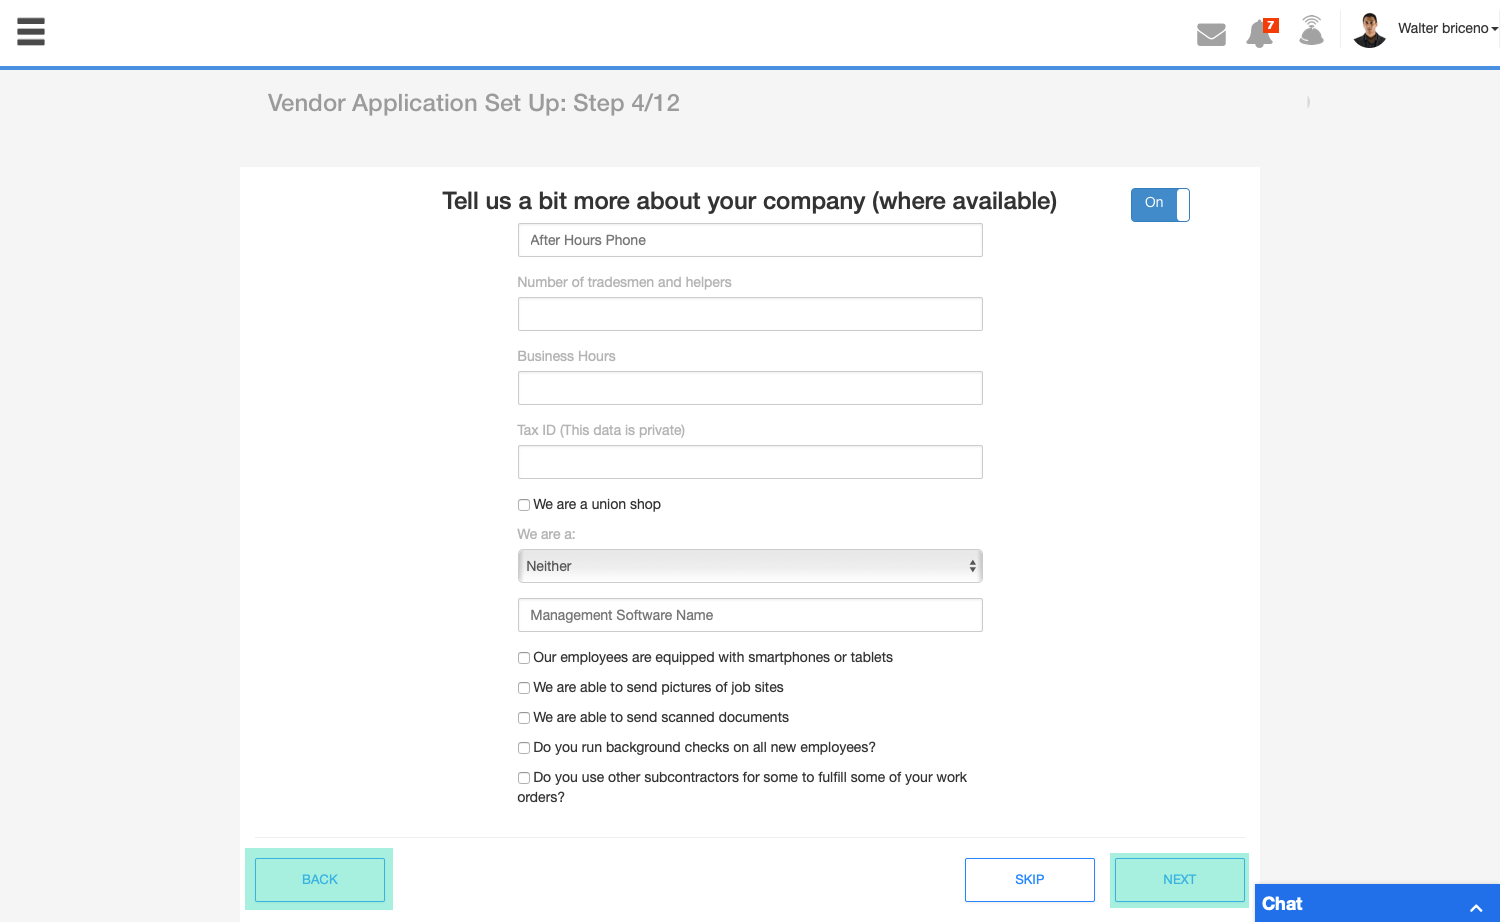 7
Walter briceno
Vendor Application Set Up: Step 4/12
Tell us a bit more about your company (where available)
On
After Hours Phone
Number of tradesmen and helpers
Business Hours
Tax ID (This data is private)
We are a union shop
We are a:
Neither
Management Software Name
Our employees are equipped with smartphones or tablets
We are able to send pictures of job sites
We are able to send scanned documents
Do you run background checks on all new employees?
Do you use other subcontractors for some to fulfill some of your work
orders?
BACK
SKIP
NEXT
Chat